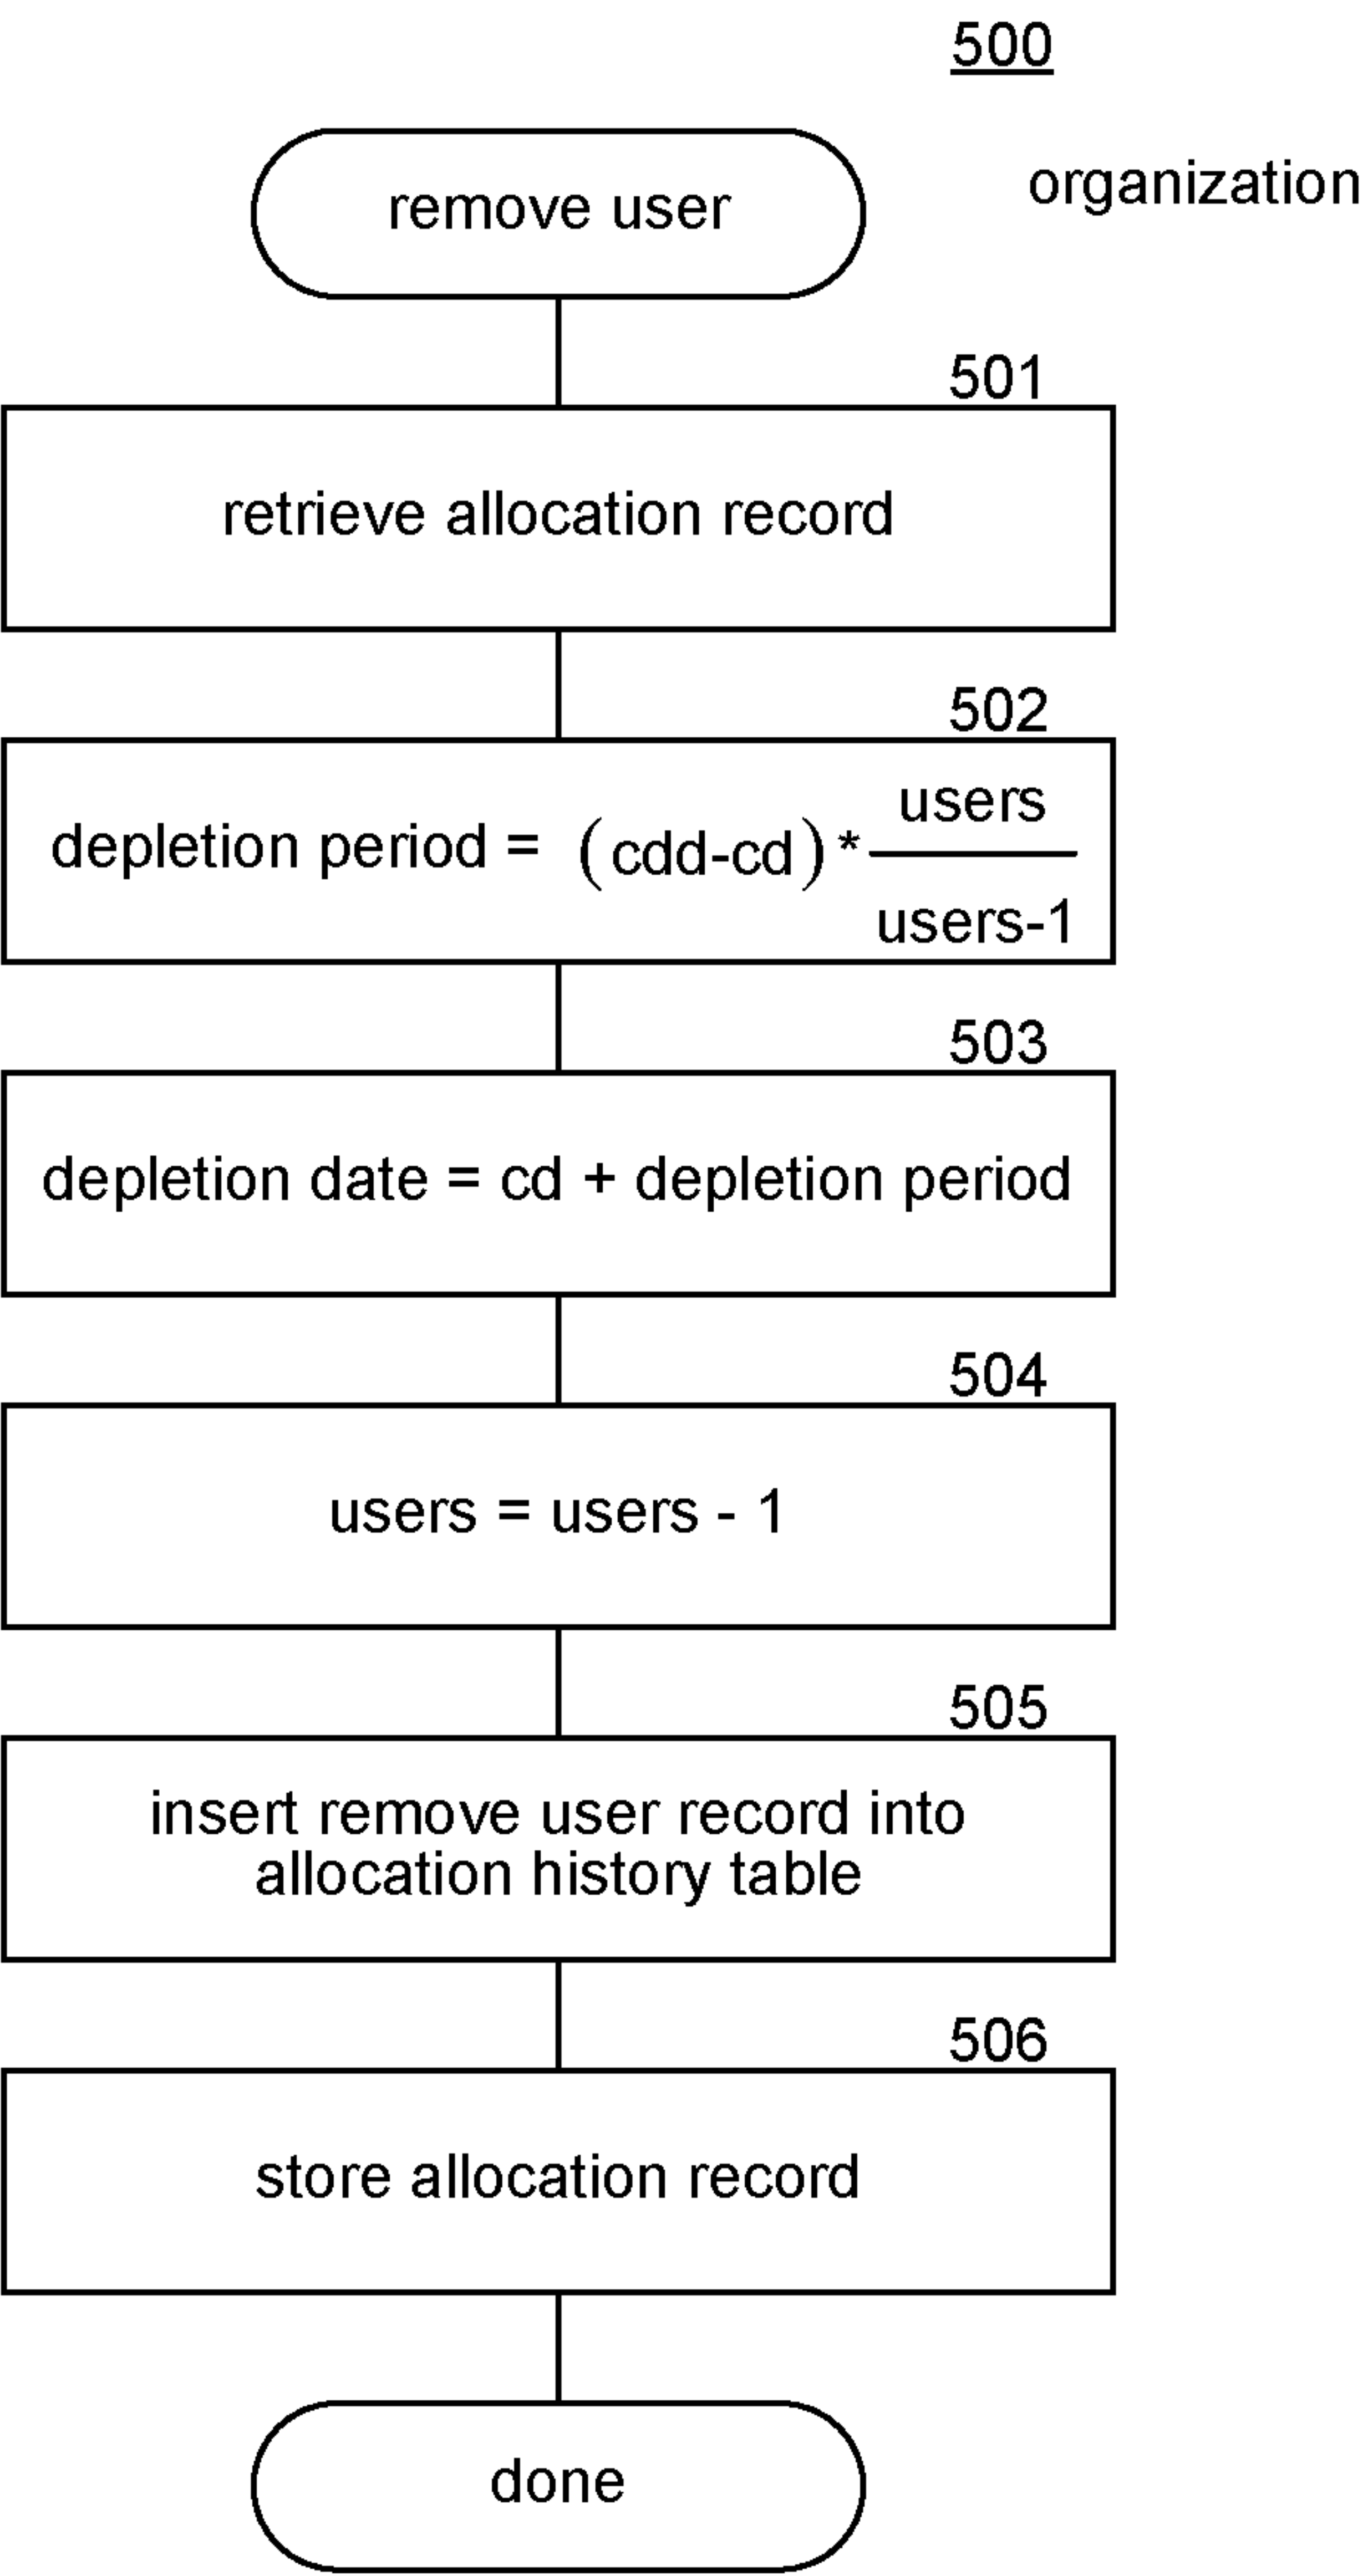 500
remove user
organization
501
retrieve allocation record
502
depletion period = (cdd-cd) * users
users-1
503
depletion date = cd + depletion period
504
users = users - 1
505
insert remove user record into
allocation history table
506
store allocation record
done